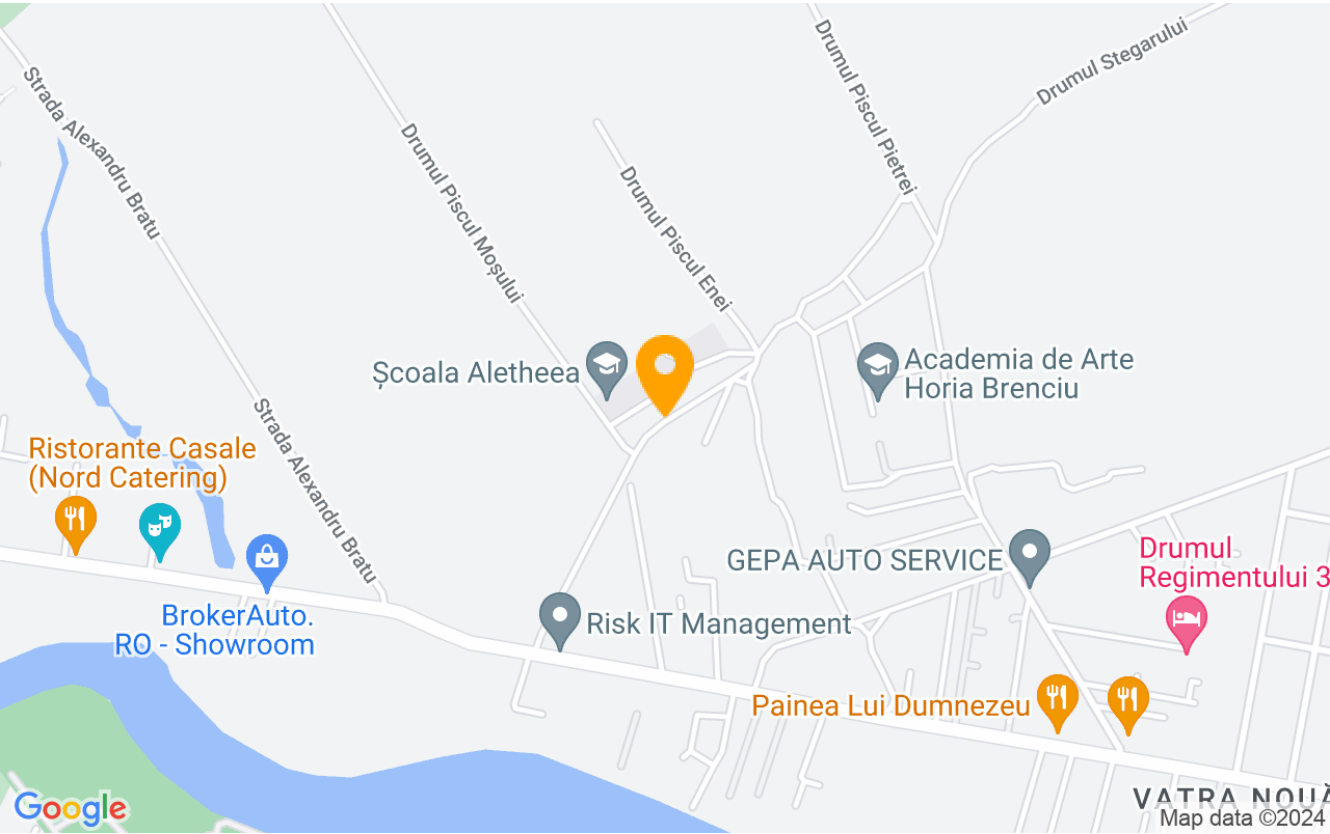 Drumul Stegarului
Drumul Piscul Pietrei
Strada Alexandru Bratu
Drumul Piscul Moșului
Drumul Piscul Enei
Școala Aletheea
Academia de Arte
Horia Brenciu
Strada Alexandru Bratu
Ristorante Casale
(Nord Catering)
GEPA AUTO SERVICE
Drumul
Regimentului 3
BrokerAuto.
RO - Showroom
Risk IT Management
Painea Lui Dumnezeu
VATRA NOUĂ
Google
Map data ©2024